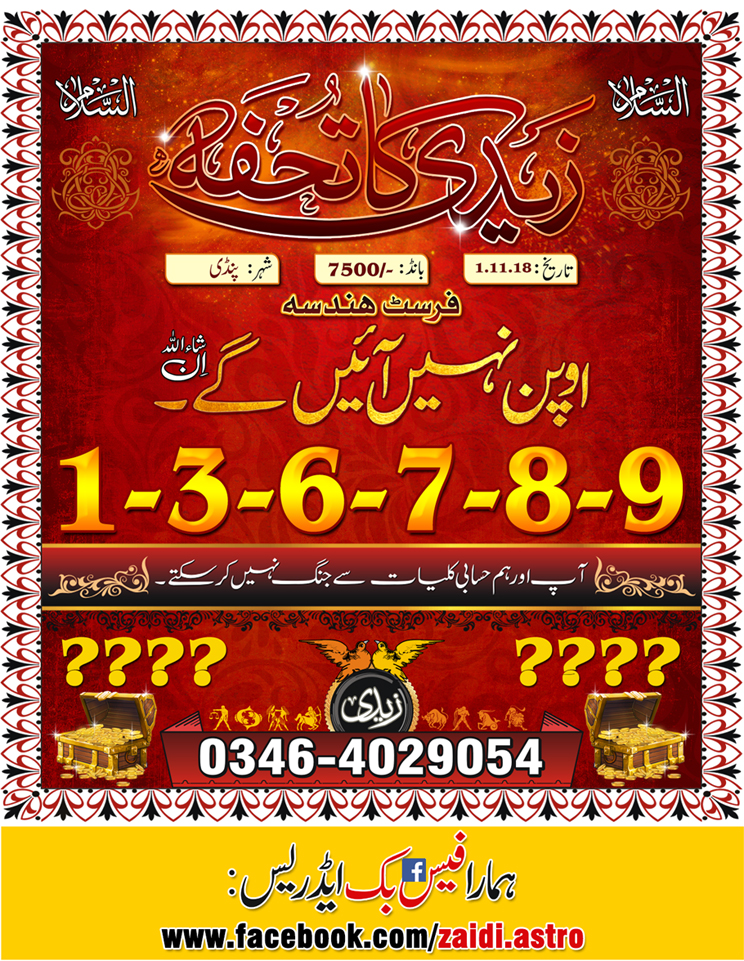 السلام السلام
زیدی کا تحفہ
تاریخ: 1.11.18 بانڈ: 7500/- شہر: پنڈی
فرسٹ ھندسہ
اوپن نہیں آئیں گے۔ ان شاء اللہ
1-3-6-7-8-9
آپ اور ہم حسابی کلیات سے جنگ نہیں کر سکتے۔
???? ????
زیدی
0346-4029054
ہمارا فیس بک ایڈریس:
www.facebook.com/zaidi.astro